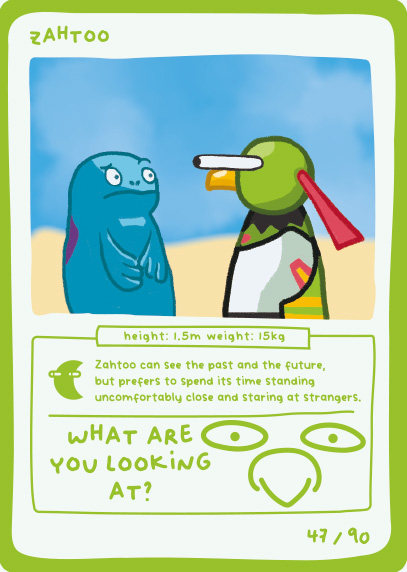 ZAHTOO
height: 1.5m weight: 15kg
Zahtoo can see the past and the future,
but prefers to spend its time standing
uncomfortably close and staring at strangers.
WHAT ARE
YOU LOOKING
AT?
47 / 90